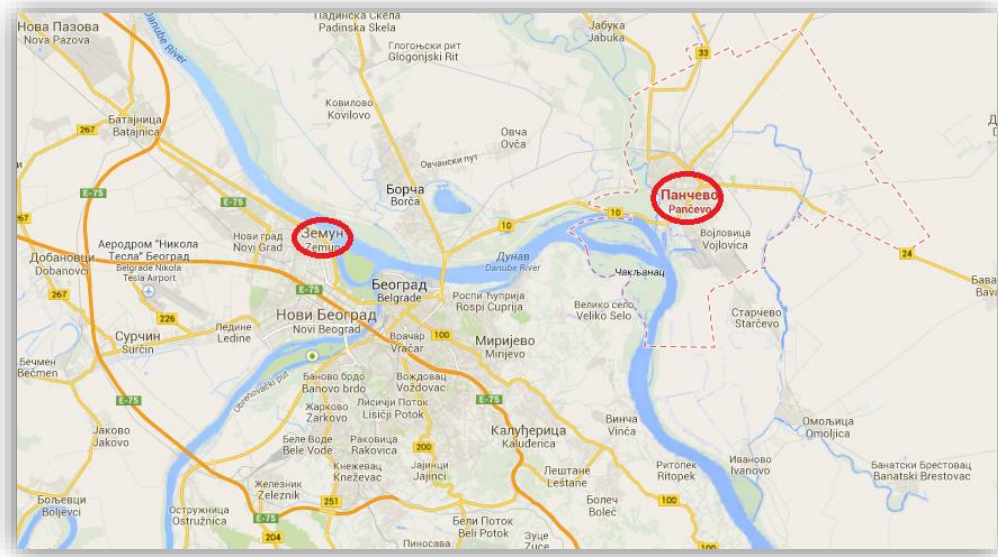 Нова Пазова
Nova Pazova
Падинска Скела
Padinska Skela
Јабука
Jabuka
Danube River
Глогоњски Рит
Glogonjski Rit
33
Ковилово
Kovilovo
Батајница
Batajnica
267
Овча
Ovča
Овчански пут
E-75
Борча
Borča
Панчево
Pančevo
10
10
267
Нови град
Novi Grad
Земун
Zemun
Војловица
Vojlovica
Аеродром "Никола
Тесла" Београд
Belgrade Nikola
Tesla Airport
Добановци
Dobanovci
E-75
24
Дунав
Danube River
Чакљанац
Београд
Belgrade
E-75
267
226
Роспи Ћуприја
Rospi Cuprija
Велико село
Veliko Selo
Старчево
Starčevo
Нови Београд
Novi Beograd
Сурчин
Surčin
Ледине
Ledine
Врачар
Vračar
100
Миријево
Mirijevo
Бечмен
Bečmen
Баново брдо
Banovo brdo
Вождовац
Voždovac
Obrenovački put
E-75
E-75
Жарково
Žarkovo
Лисичји Поток
Lisičji Potok
Јаково
Jakovo
Калуђерица
Kaluđerica
Винча
Vinča
Омољица
Omoljica
Беле Воде
Bele Vode
Раковица
Rakovica
200
Кнежевац
Kneževac
Јајинци
Jajinci
Лештане
Leštane
Ритопек
Ritopek
Иваново
Ivanovo
Банатски Брестовац
Banatski Brestovac
Железник
Železnik
Бољевци
Boljevci
Остружница
Ostružnica
251
Болеч
Boleč
100
204
Бели Поток
Beli Potok
Пиносава
Зуце
Zuce